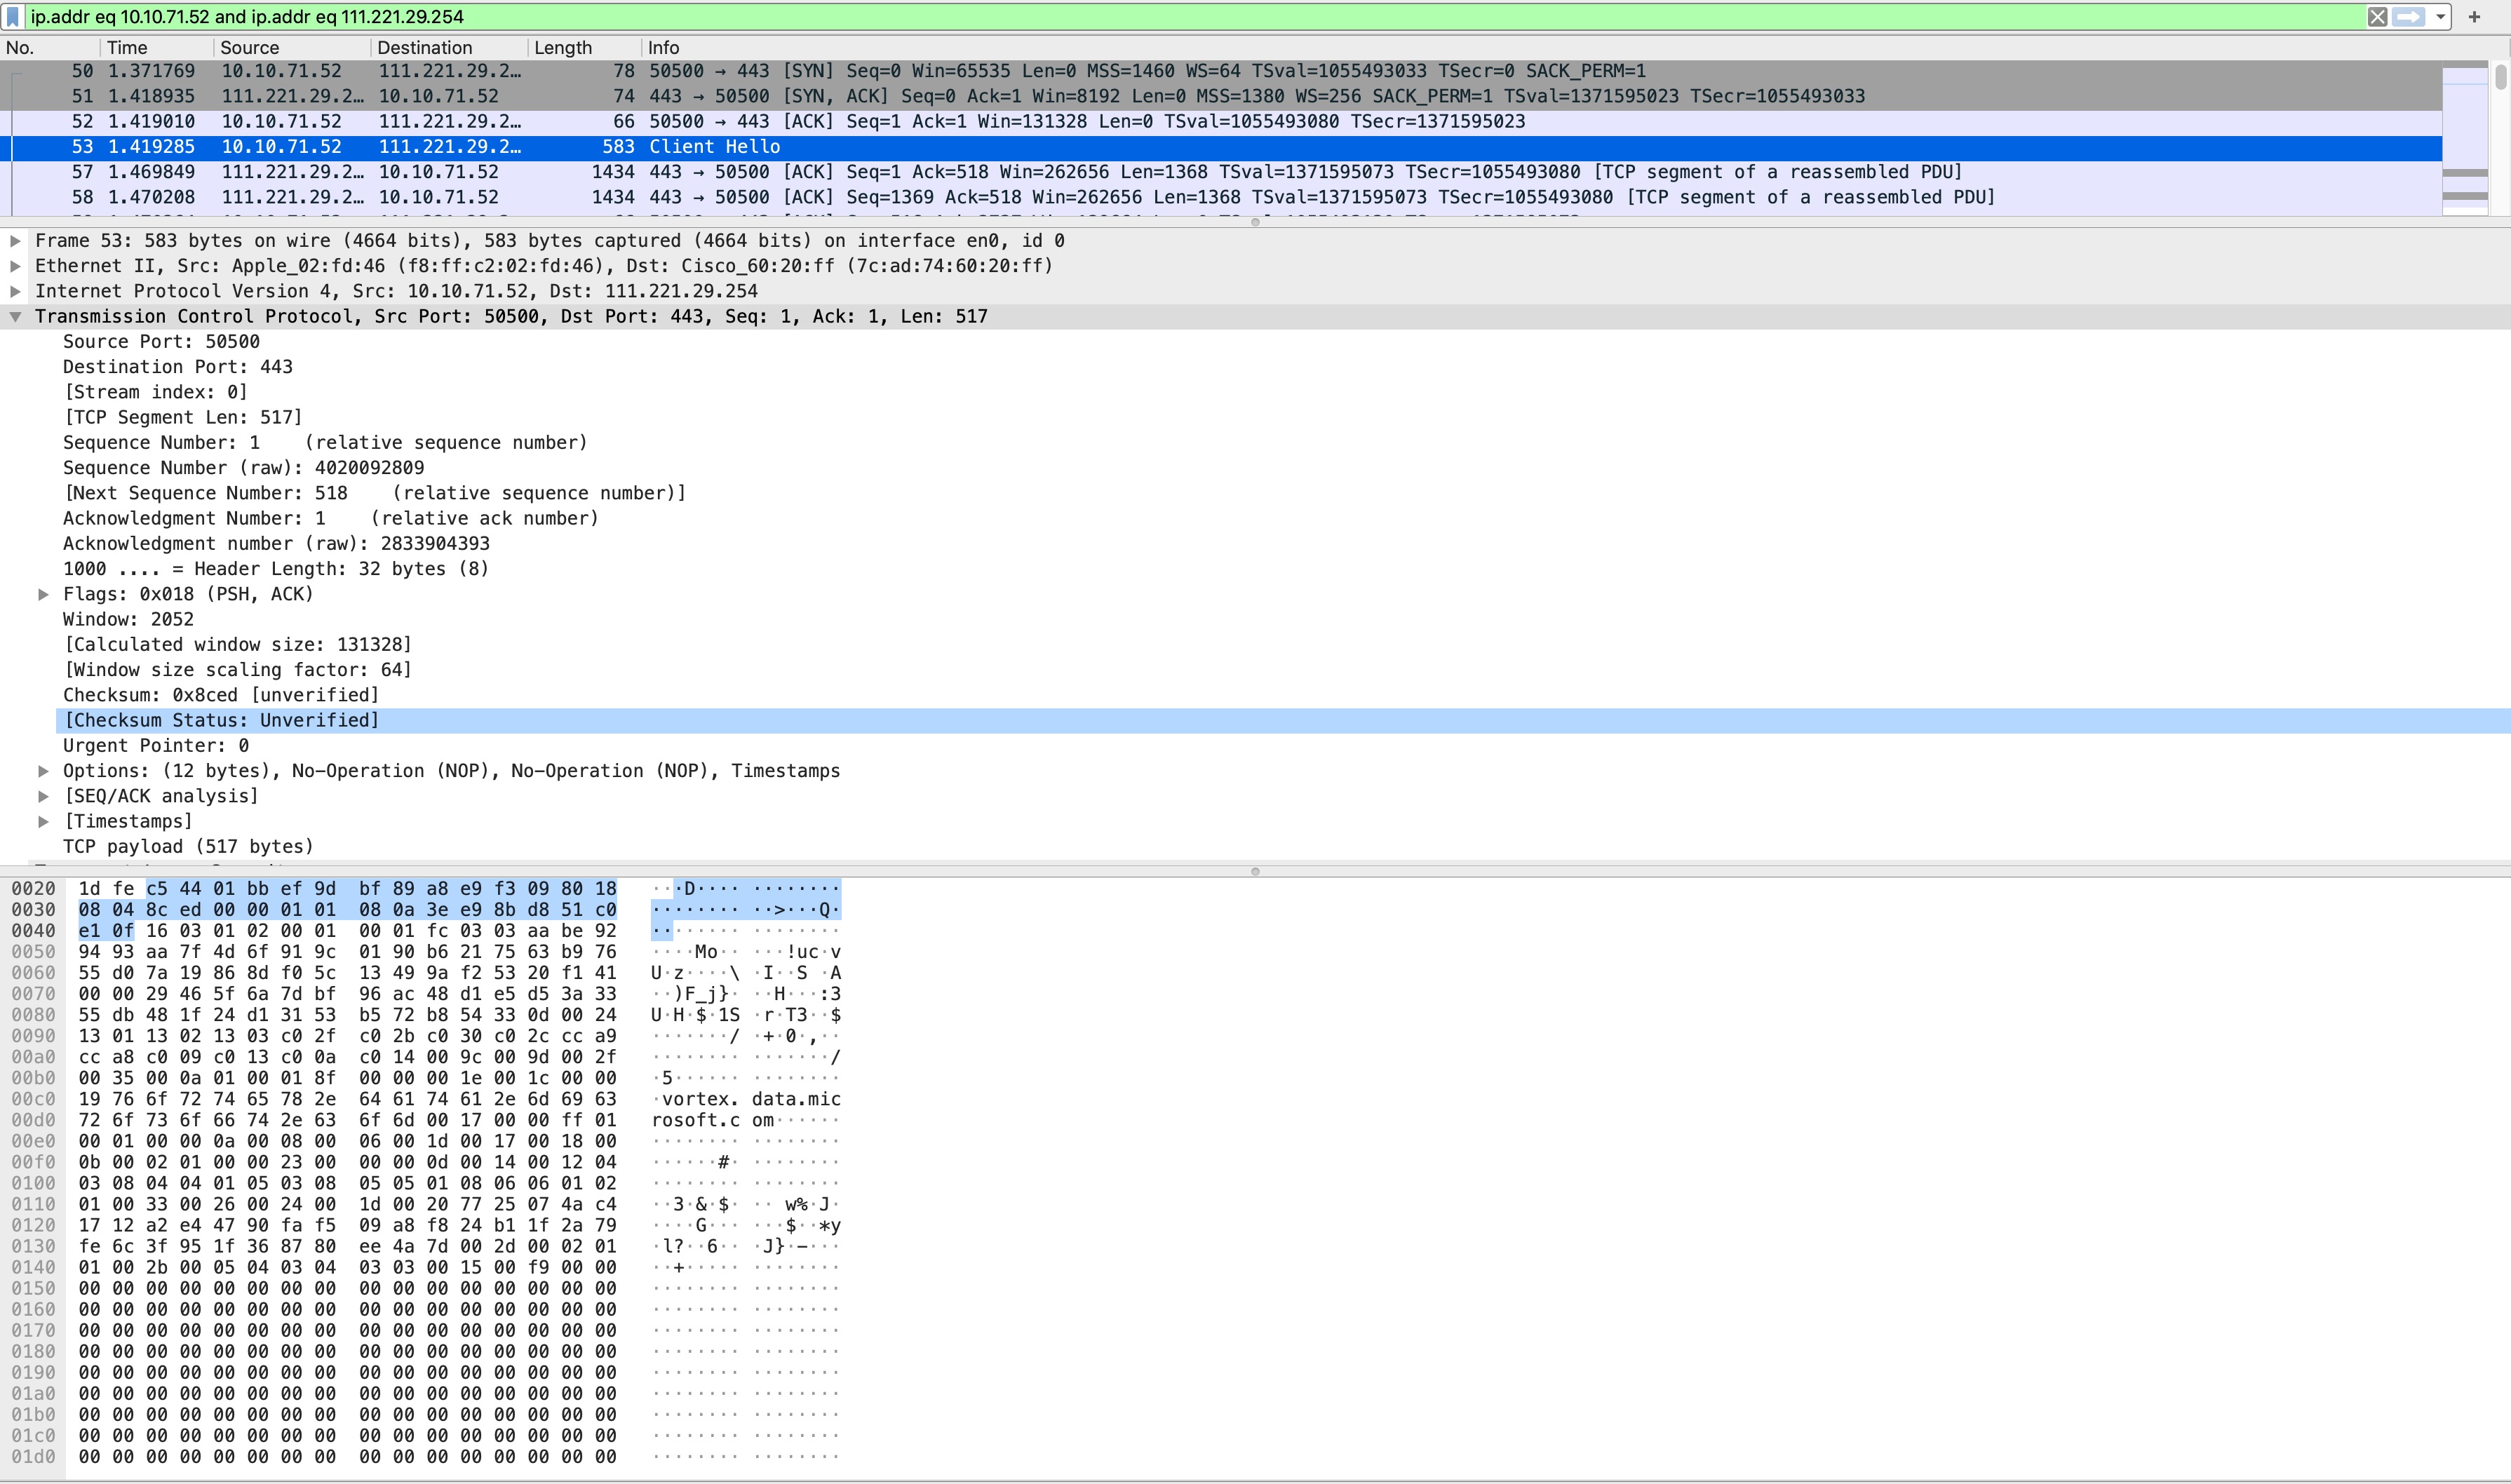 ip.addr eq 10.10.71.52 and ip.addr eq 111.221.29.254
No. Time Source Destination Length Info
50 1.371769 10.10.71.52 111.221.29.2… 78 50500 → 443 [SYN] Seq=0 Win=65535 Len=0 MSS=1460 WS=64 TSval=1055493033 TSecr=0 SACK_PERM=1
51 1.418935 111.221.29.2… 10.10.71.52 74 443 → 50500 [SYN, ACK] Seq=0 Ack=1 Win=8192 Len=0 MSS=1380 WS=256 SACK_PERM=1 TSval=1371595023 TSecr=1055493033
52 1.419010 10.10.71.52 111.221.29.2… 66 50500 → 443 [ACK] Seq=1 Ack=1 Win=131328 Len=0 TSval=1055493080 TSecr=1371595023
53 1.419285 10.10.71.52 111.221.29.2… 583 Client Hello
57 1.469849 111.221.29.2… 10.10.71.52 1434 443 → 50500 [ACK] Seq=1 Ack=518 Win=262656 Len=1368 TSval=1371595073 TSecr=1055493080 [TCP segment of a reassembled PDU]
58 1.470208 111.221.29.2… 10.10.71.52 1434 443 → 50500 [ACK] Seq=1369 Ack=518 Win=262656 Len=1368 TSval=1371595073 TSecr=1055493080 [TCP segment of a reassembled PDU]
Frame 53: 583 bytes on wire (4664 bits), 583 bytes captured (4664 bits) on interface en0, id 0
Ethernet II, Src: Apple_02:fd:46 (f8:ff:c2:02:fd:46), Dst: Cisco_60:20:ff (7c:ad:74:60:20:ff)
Internet Protocol Version 4, Src: 10.10.71.52, Dst: 111.221.29.254
Transmission Control Protocol, Src Port: 50500, Dst Port: 443, Seq: 1, Ack: 1, Len: 517
Source Port: 50500
Destination Port: 443
[Stream index: 0]
[TCP Segment Len: 517]
Sequence Number: 1 (relative sequence number)
Sequence Number (raw): 4020092809
[Next Sequence Number: 518 (relative sequence number)]
Acknowledgment Number: 1 (relative ack number)
Acknowledgment number (raw): 2833904393
1000 .... = Header Length: 32 bytes (8)
Flags: 0x018 (PSH, ACK)
Window: 2052
[Calculated window size: 131328]
[Window size scaling factor: 64]
Checksum: 0x8ced [unverified]
[Checksum Status: Unverified]
Urgent Pointer: 0
Options: (12 bytes), No-Operation (NOP), No-Operation (NOP), Timestamps
[SEQ/ACK analysis]
[Timestamps]
TCP payload (517 bytes)
0020 1d fe c5 44 01 bb ef 9d bf 89 a8 e9 f3 09 80 18 ···D···· ········
0030 08 04 8c ed 00 00 01 01 08 0a 3e e9 8b d8 51 c0 ········ ··>···Q·
0040 e1 0f 16 03 01 02 00 01 00 01 fc 03 03 aa be 92 ········ ········
0050 94 93 aa 7f 4d 6f 91 9c 01 90 b6 21 75 63 b9 76 ····Mo·· ···!uc·v
0060 55 d0 7a 19 86 8d f0 5c 13 49 9a f2 53 20 f1 41 U·z····\ ·I··S ·A
0070 00 00 29 46 5f 6a 7d bf 96 ac 48 d1 e5 d5 3a 33 ··)F_j}· ··H···:3
0080 55 db 48 1f 24 d1 31 53 b5 72 b8 54 33 0d 00 24 U·H·$·1S ·r·T3··$
0090 13 01 13 02 13 03 c0 2f c0 2b c0 30 c0 2c cc a9 ·······/ ·+·0·,··
00a0 cc a8 c0 09 c0 13 c0 0a c0 14 00 9c 00 9d 00 2f ········ ·······/
00b0 00 35 00 0a 01 00 01 8f 00 00 00 1e 00 1c 00 00 ·5······ ········
00c0 19 76 6f 72 74 65 78 2e 64 61 74 61 2e 6d 69 63 ·vortex. data.mic
00d0 72 6f 73 6f 66 74 2e 63 6f 6d 00 17 00 00 ff 01 rosoft.c om······
00e0 00 01 00 00 0a 00 08 00 06 00 1d 00 17 00 18 00 ········ ········
00f0 0b 00 02 01 00 00 23 00 00 00 0d 00 14 00 12 04 ······#· ········
0100 03 08 04 04 01 05 03 08 05 05 01 08 06 06 01 02 ········ ········
0110 01 00 33 00 26 00 24 00 1d 00 20 77 25 07 4a c4 ··3·&·$· ·· w%·J·
0120 17 12 a2 e4 47 90 fa f5 09 a8 f8 24 b1 1f 2a 79 ····G··· ···$··*y
0130 fe 6c 3f 95 1f 36 87 80 ee 4a 7d 00 2d 00 02 01 ·l?··6·· ·J}·-···
0140 01 00 2b 00 05 04 03 04 03 03 00 15 00 f9 00 00 ··+····· ········
0150 00 00 00 00 00 00 00 00 00 00 00 00 00 00 00 00 ········ ········
0160 00 00 00 00 00 00 00 00 00 00 00 00 00 00 00 00 ········ ········
0170 00 00 00 00 00 00 00 00 00 00 00 00 00 00 00 00 ········ ········
0180 00 00 00 00 00 00 00 00 00 00 00 00 00 00 00 00 ········ ········
0190 00 00 00 00 00 00 00 00 00 00 00 00 00 00 00 00 ········ ········
01a0 00 00 00 00 00 00 00 00 00 00 00 00 00 00 00 00 ········ ········
01b0 00 00 00 00 00 00 00 00 00 00 00 00 00 00 00 00 ········ ········
01c0 00 00 00 00 00 00 00 00 00 00 00 00 00 00 00 00 ········ ········
01d0 00 00 00 00 00 00 00 00 00 00 00 00 00 00 00 00 ········ ········